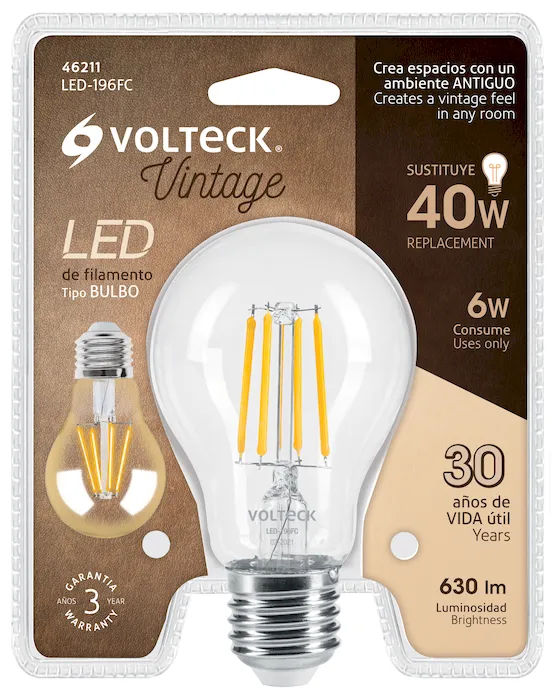 46211
LED-196FC
VOLTECK®
Vintage
LED
de filamento
Tipo BULBO
Crea espacios con un
ambiente ANTIGUO
Creates a vintage feel
in any room
SUSTITUYE
40W
REPLACEMENT
6W
Consume
Uses only
30
años de
VIDA útil
Years
630 lm
Luminosidad
Brightness
VOLTECK
LED-196FC
GARANTIA
AÑOS 3 YEAR
WARRANTY